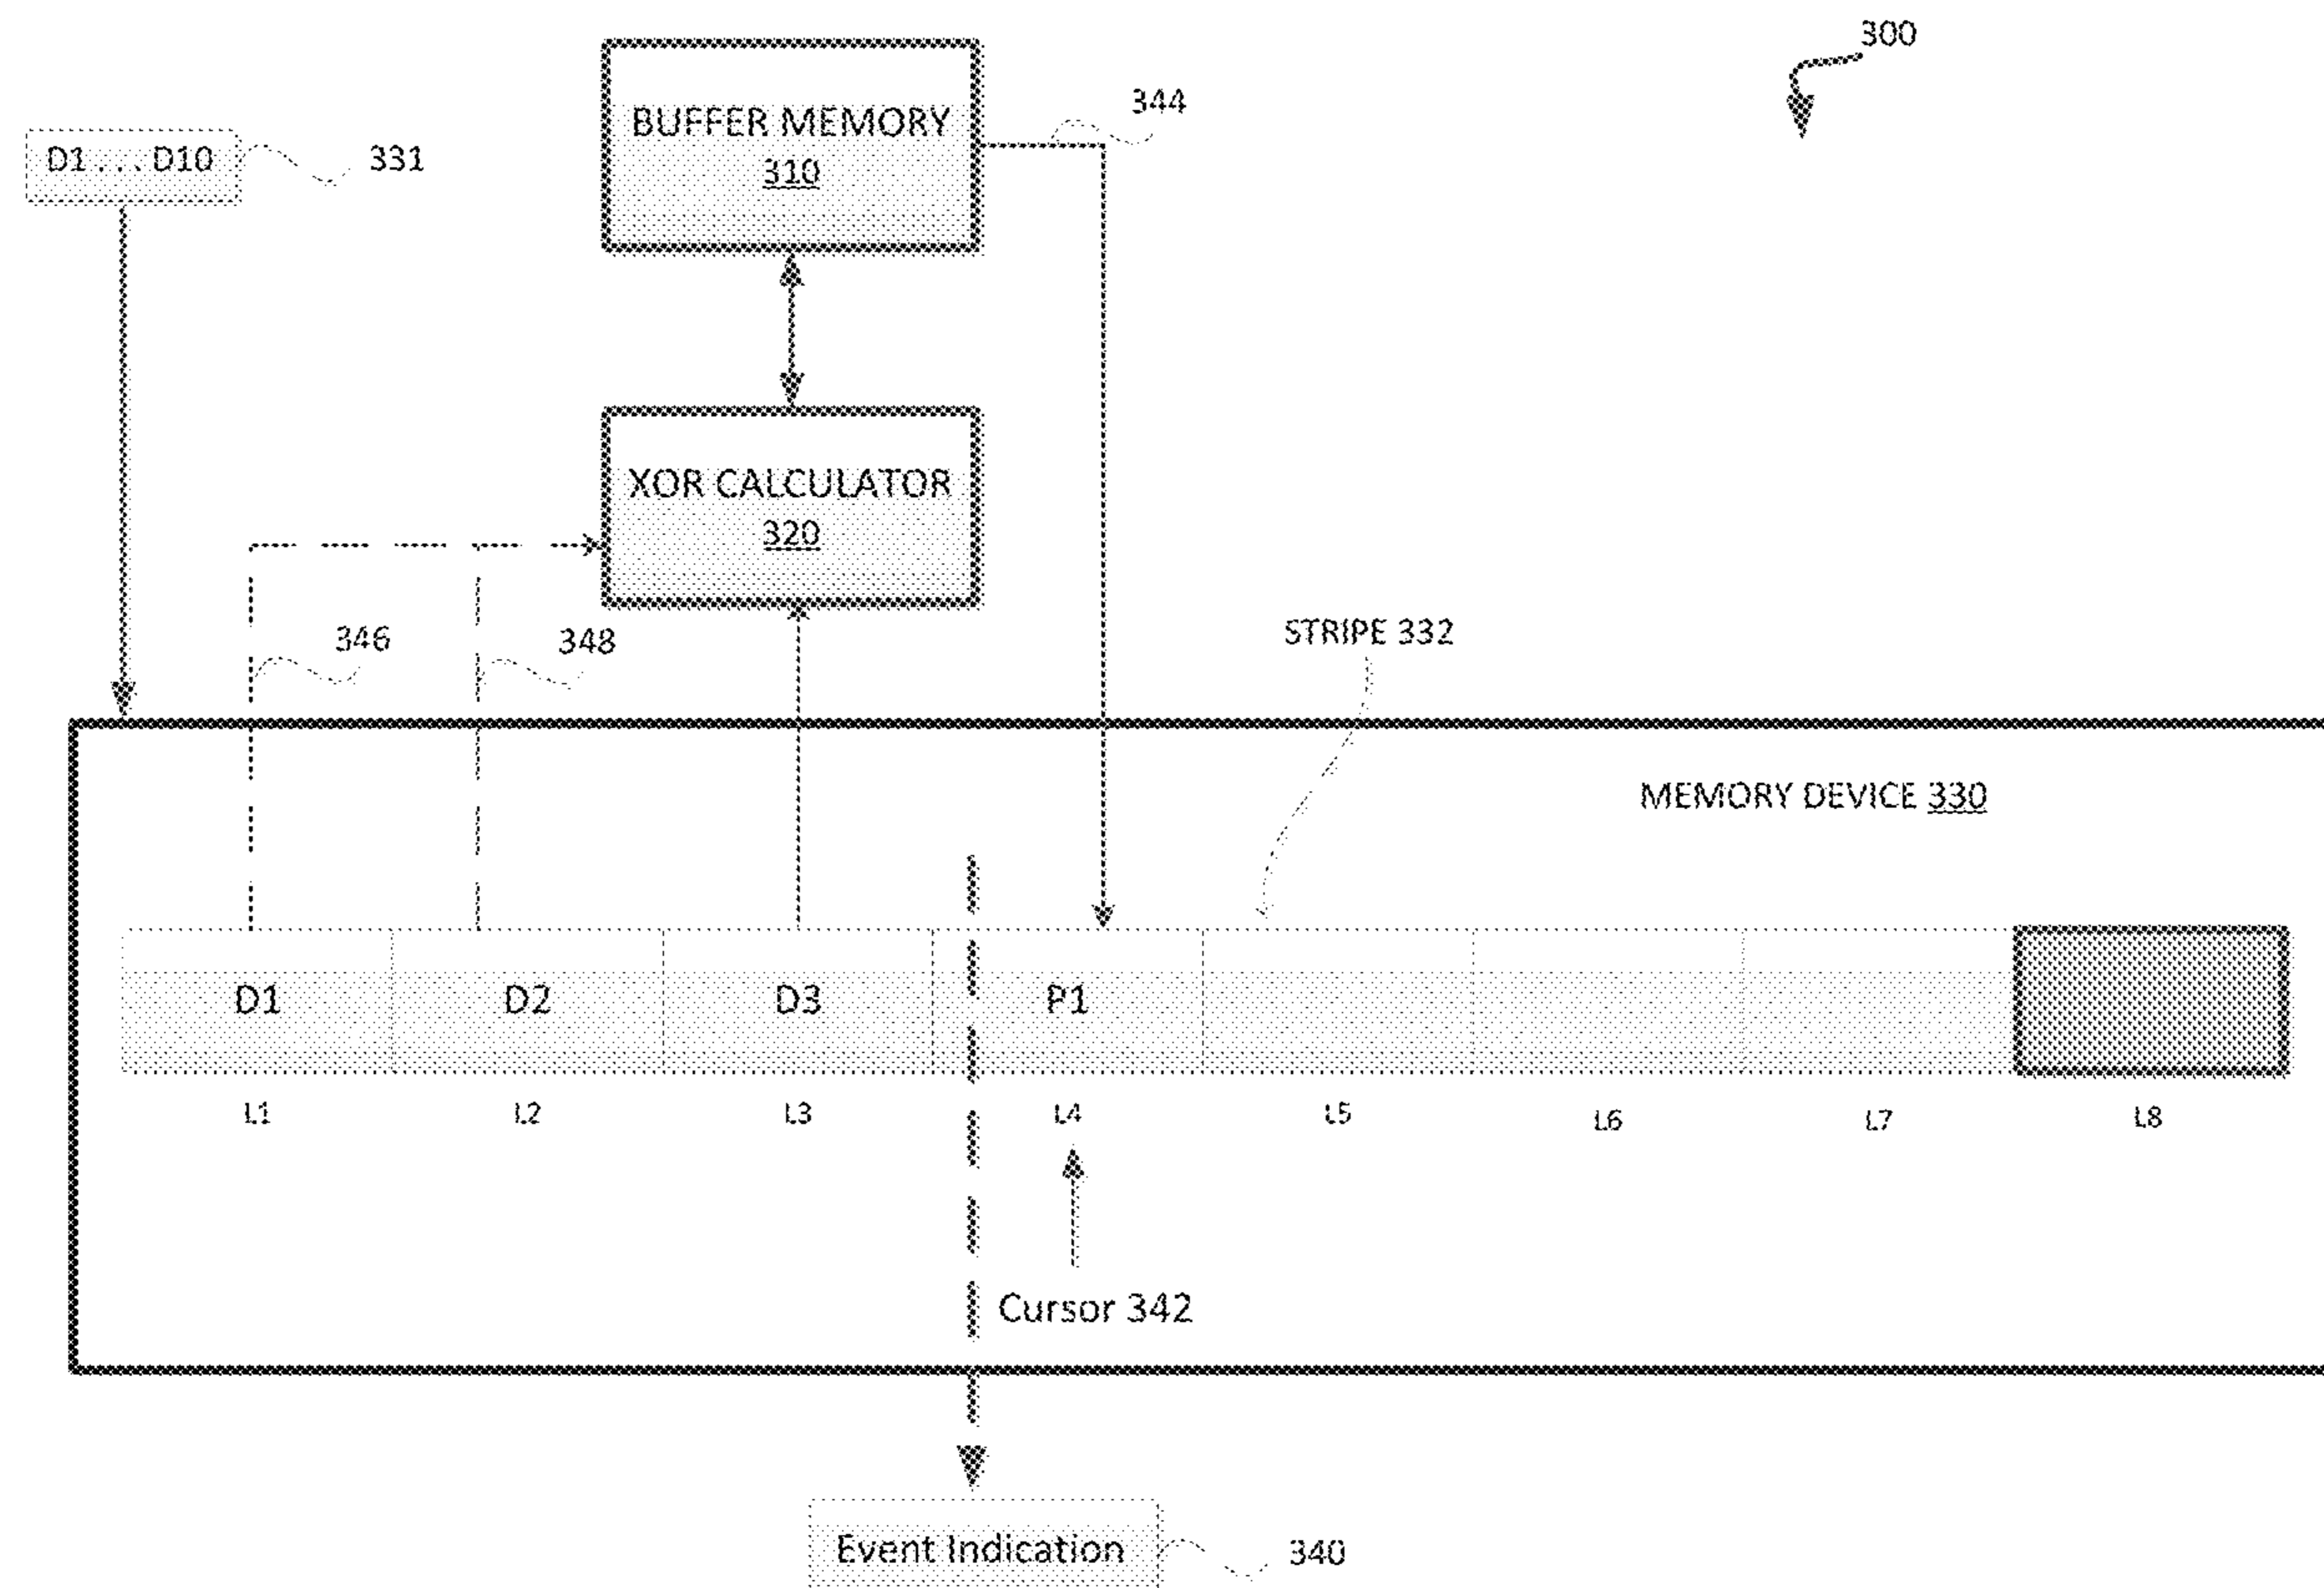 300
BUFFER MEMORY
310
344
D1 . . . D10
331
XOR CALCULATOR
320
346
348
STRIPE 332
MEMORY DEVICE 330
D1 D2 D3 P1
L1 L2 L3 L4 L5 L6 L7 L8
Cursor 342
Event Indication
340